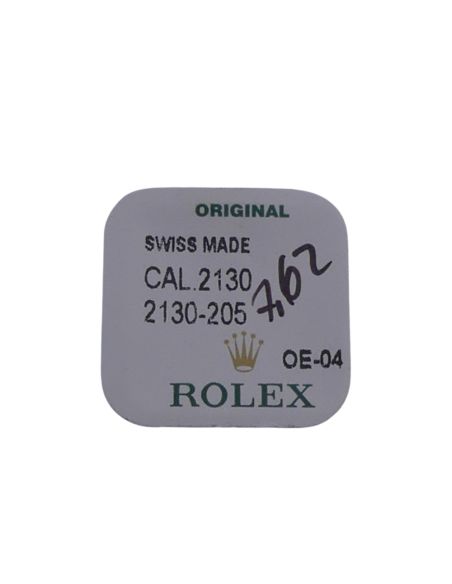 ORIGINAL
SWISS MADE
CAL.2130
2130-205
7,62
OE-04
ROLEX